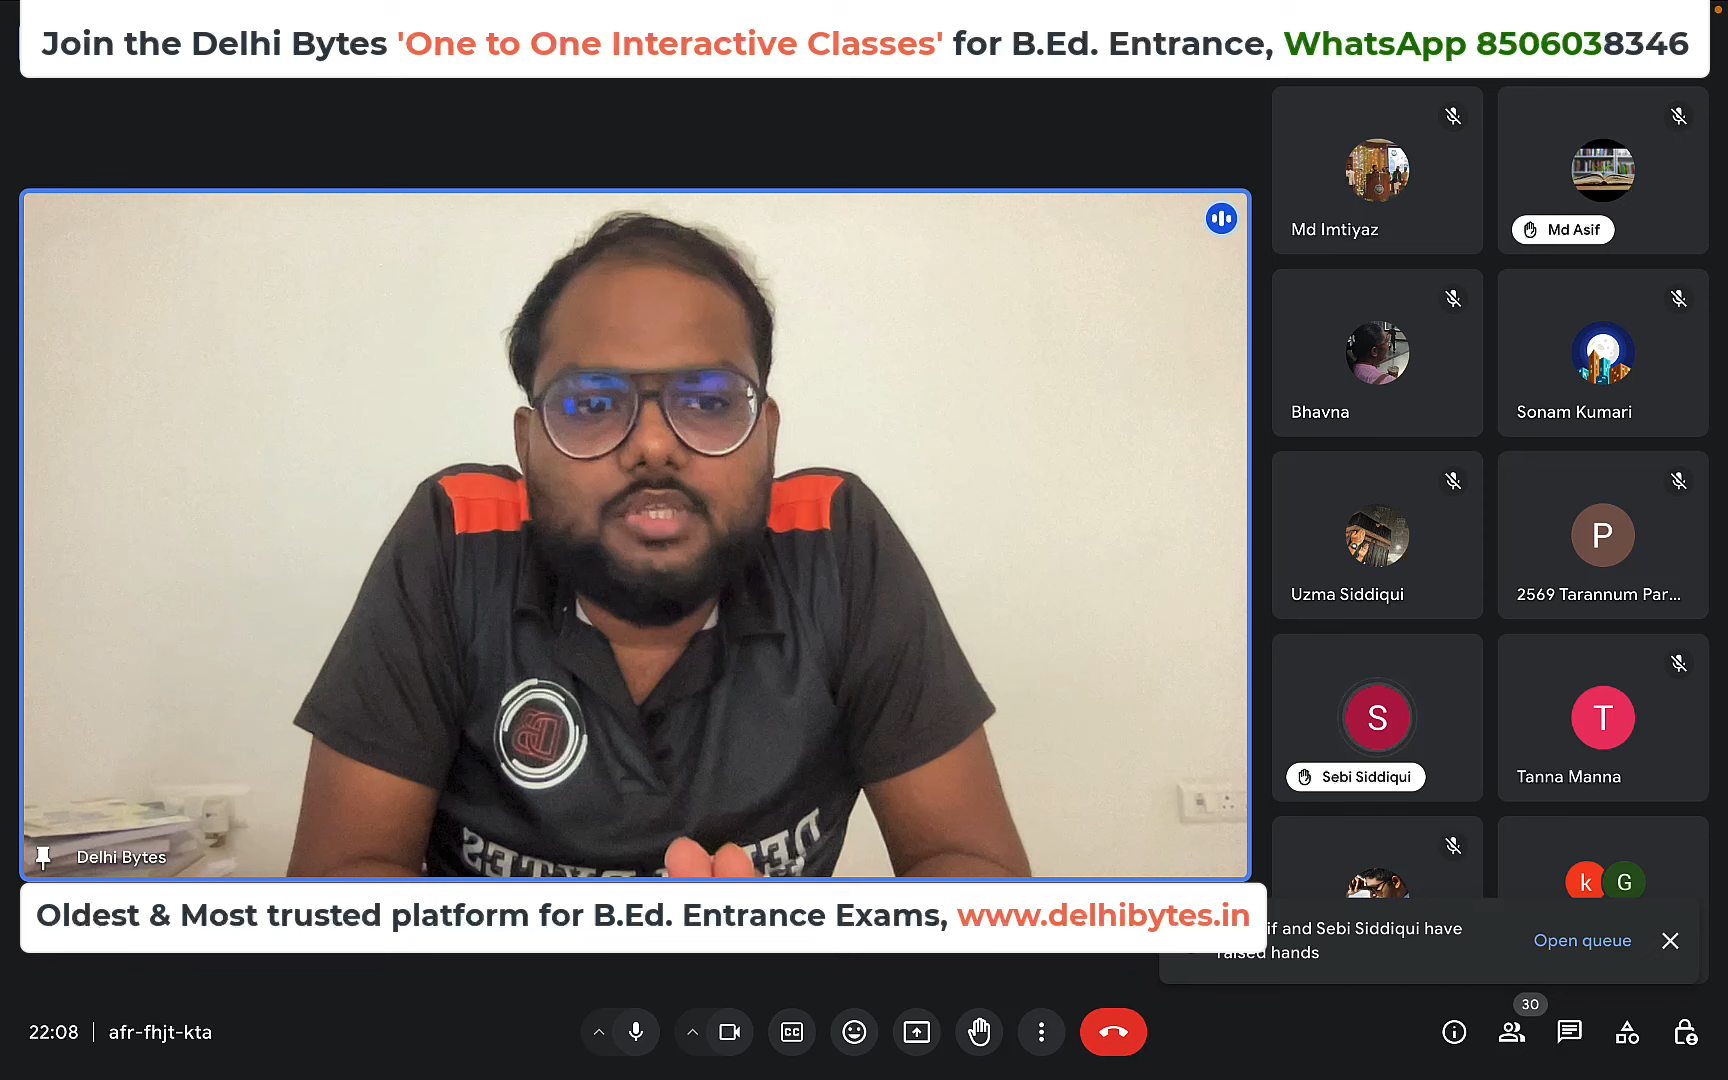 Join the Delhi Bytes 'One to One Interactive Classes' for B.Ed. Entrance, WhatsApp 8506038346
Md Imtiyaz
Md Asif
Bhavna
Sonam Kumari
Uzma Siddiqui
P
2569 Tarannum Par...
S
Sebi Siddiqui
T
Tanna Manna
k G
Delhi Bytes
Oldest & Most trusted platform for B.Ed. Entrance Exams, www.delhibytes.in
if and Sebi Siddiqui have
raised hands
Open queue
30
22:08 | afr-fhjt-kta
CC